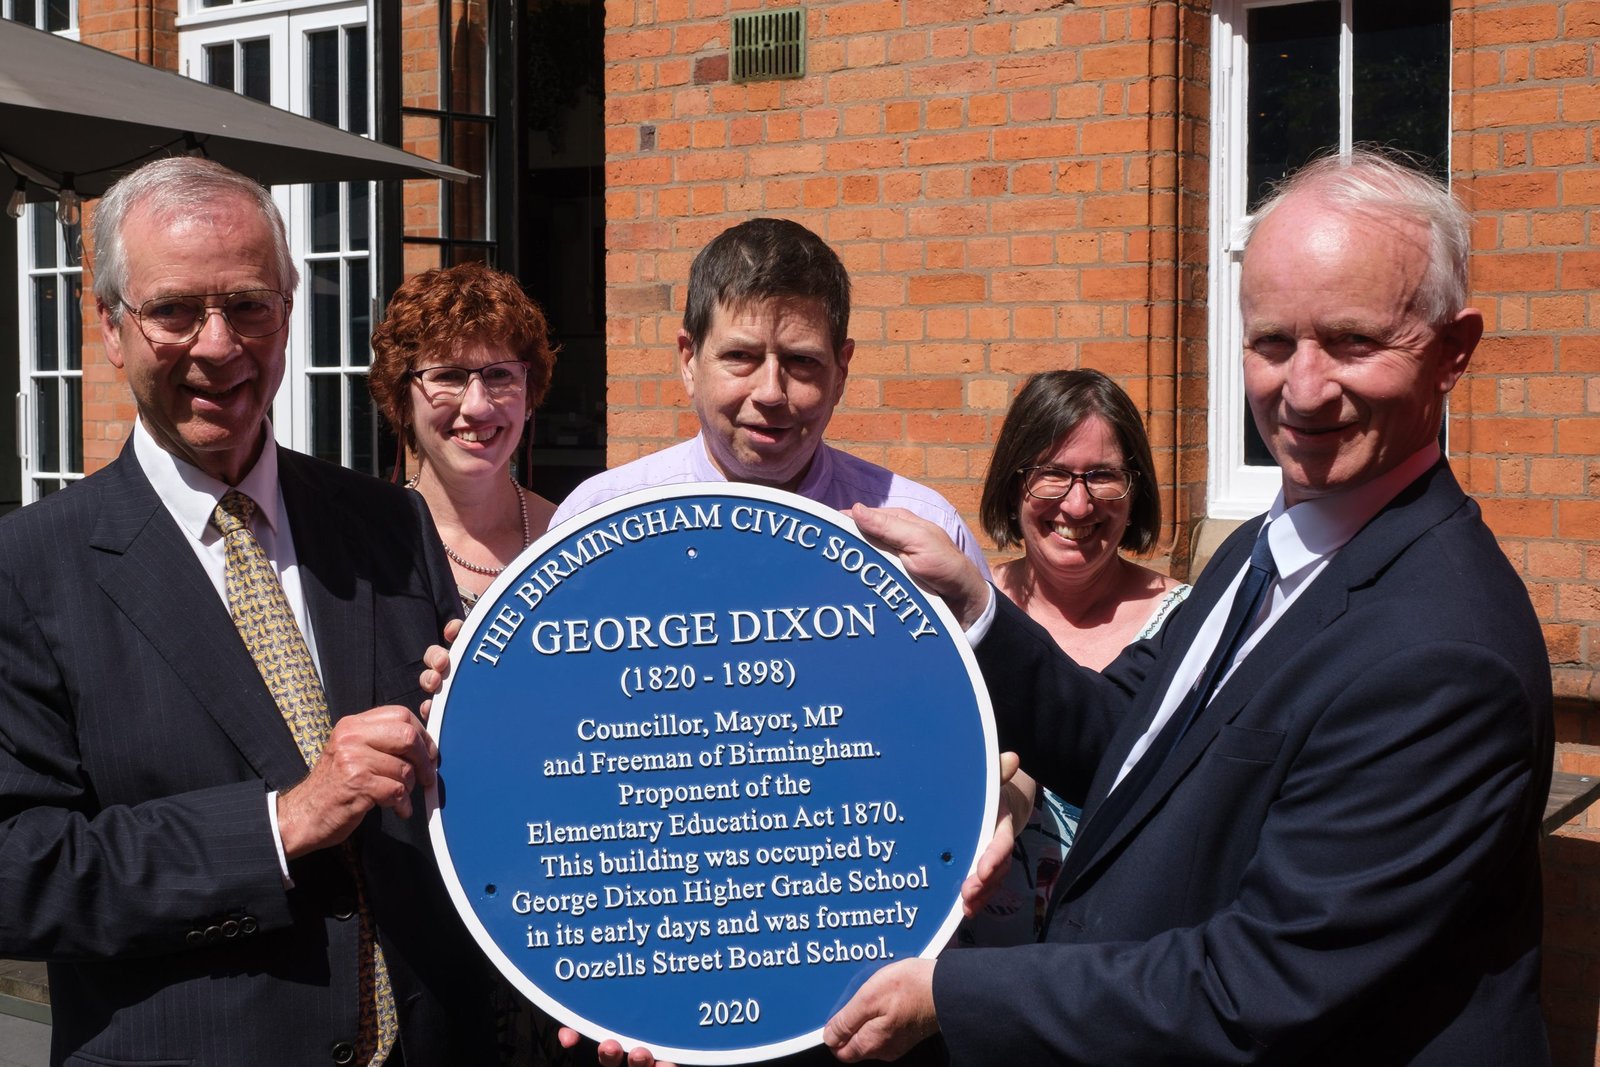 THE BIRMINGHAM CIVIC SOCIETY
GEORGE DIXON
(1820 - 1898)
Councillor, Mayor, MP
and Freeman of Birmingham.
Proponent of the
Elementary Education Act 1870.
This building was occupied by
George Dixon Higher Grade School
in its early days and was formerly
Oozells Street Board School.
2020